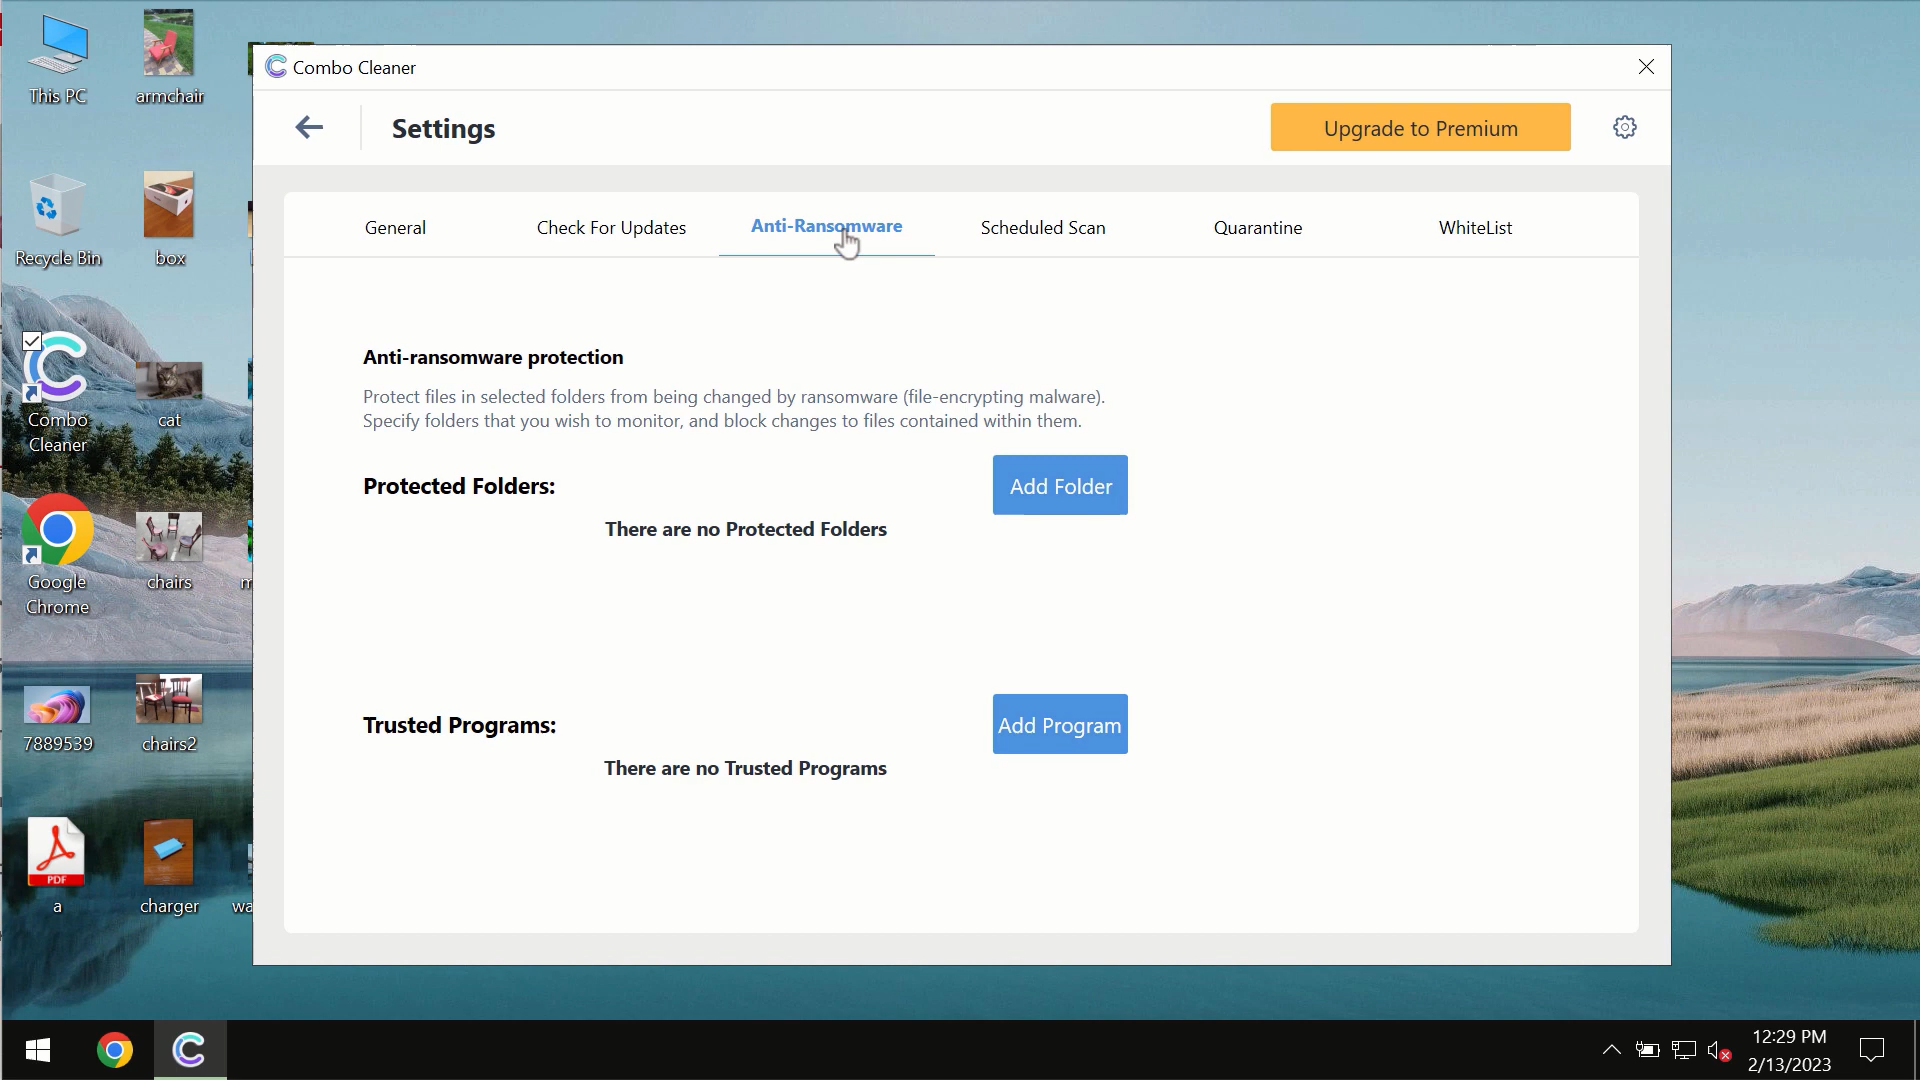 This PC
armchair
Recycle Bin
box
Combo
Cleaner
cat
Google
Chrome
chairs
7889539
chairs2
PDF
a
charger
wa
Combo Cleaner
Settings
Upgrade to Premium
General
Check For Updates
Anti-Ransomware
Scheduled Scan
Quarantine
WhiteList
Anti-ransomware protection
Protect files in selected folders from being changed by ransomware (file-encrypting malware).
Specify folders that you wish to monitor, and block changes to files contained within them.
Protected Folders:
Add Folder
There are no Protected Folders
Trusted Programs:
Add Program
There are no Trusted Programs
12:29 PM
2/13/2023